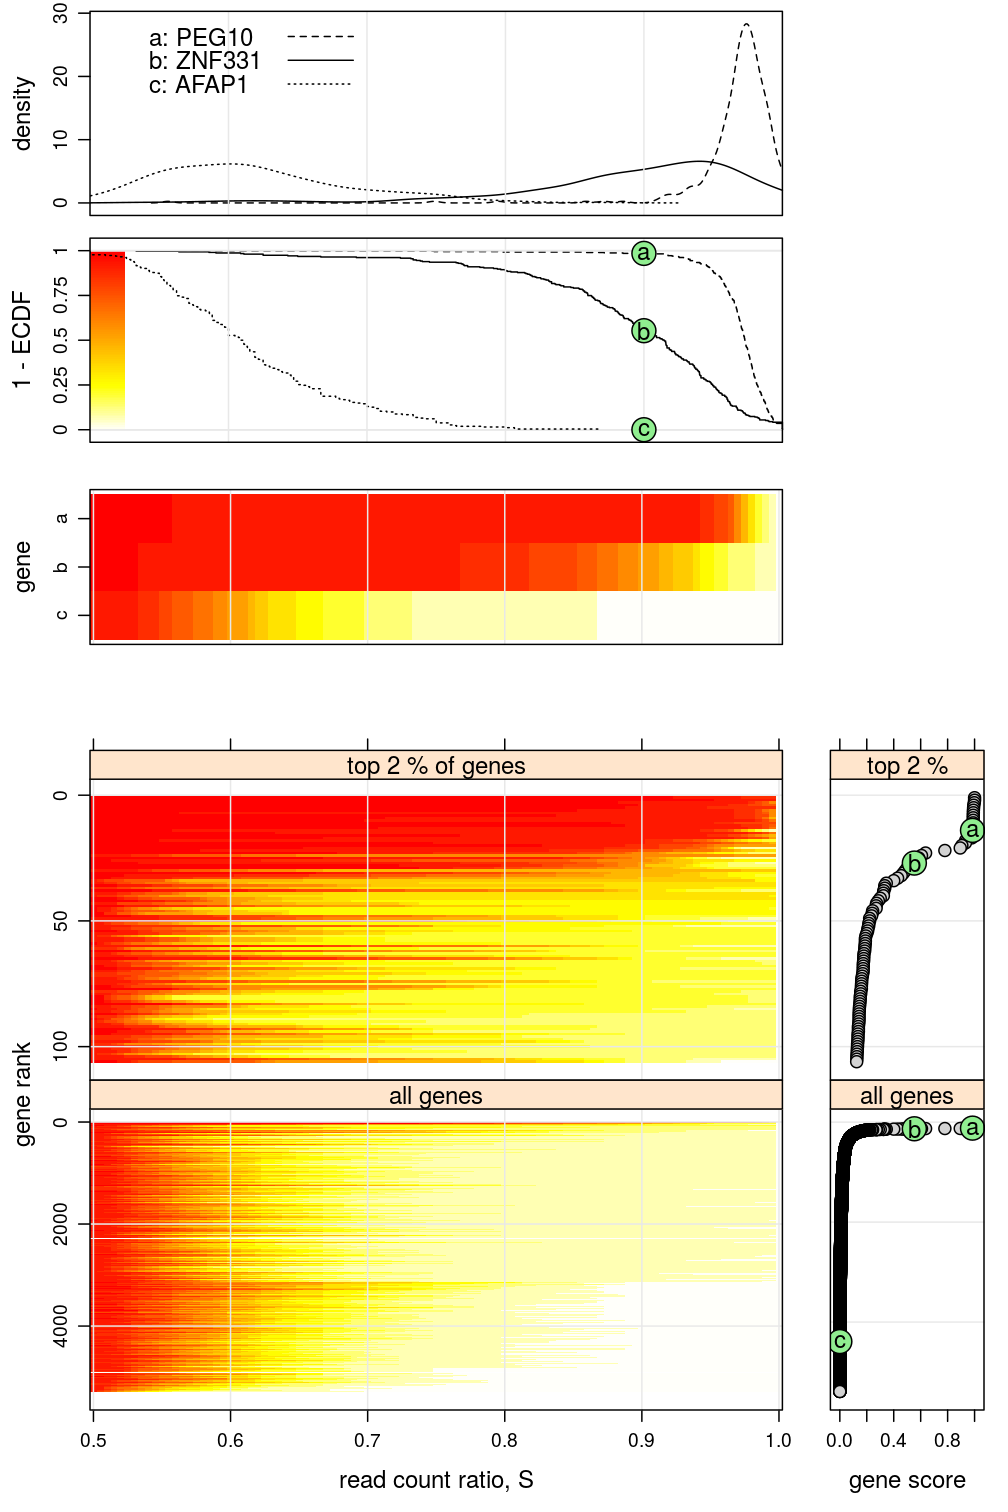 30
20
10
0
density
a: PEG10
b: ZNF331
c: AFAP1
1
0.75
0.5
0.25
0
1 - ECDF
a
b
c
a
b
c
gene
top 2 % of genes
top 2 %
0
50
100
a
b
gene rank
all genes
all genes
0
2000
4000
b
a
c
0.5
0.6
0.7
0.8
0.9
1.0
0.0
0.4
0.8
read count ratio, S
gene score